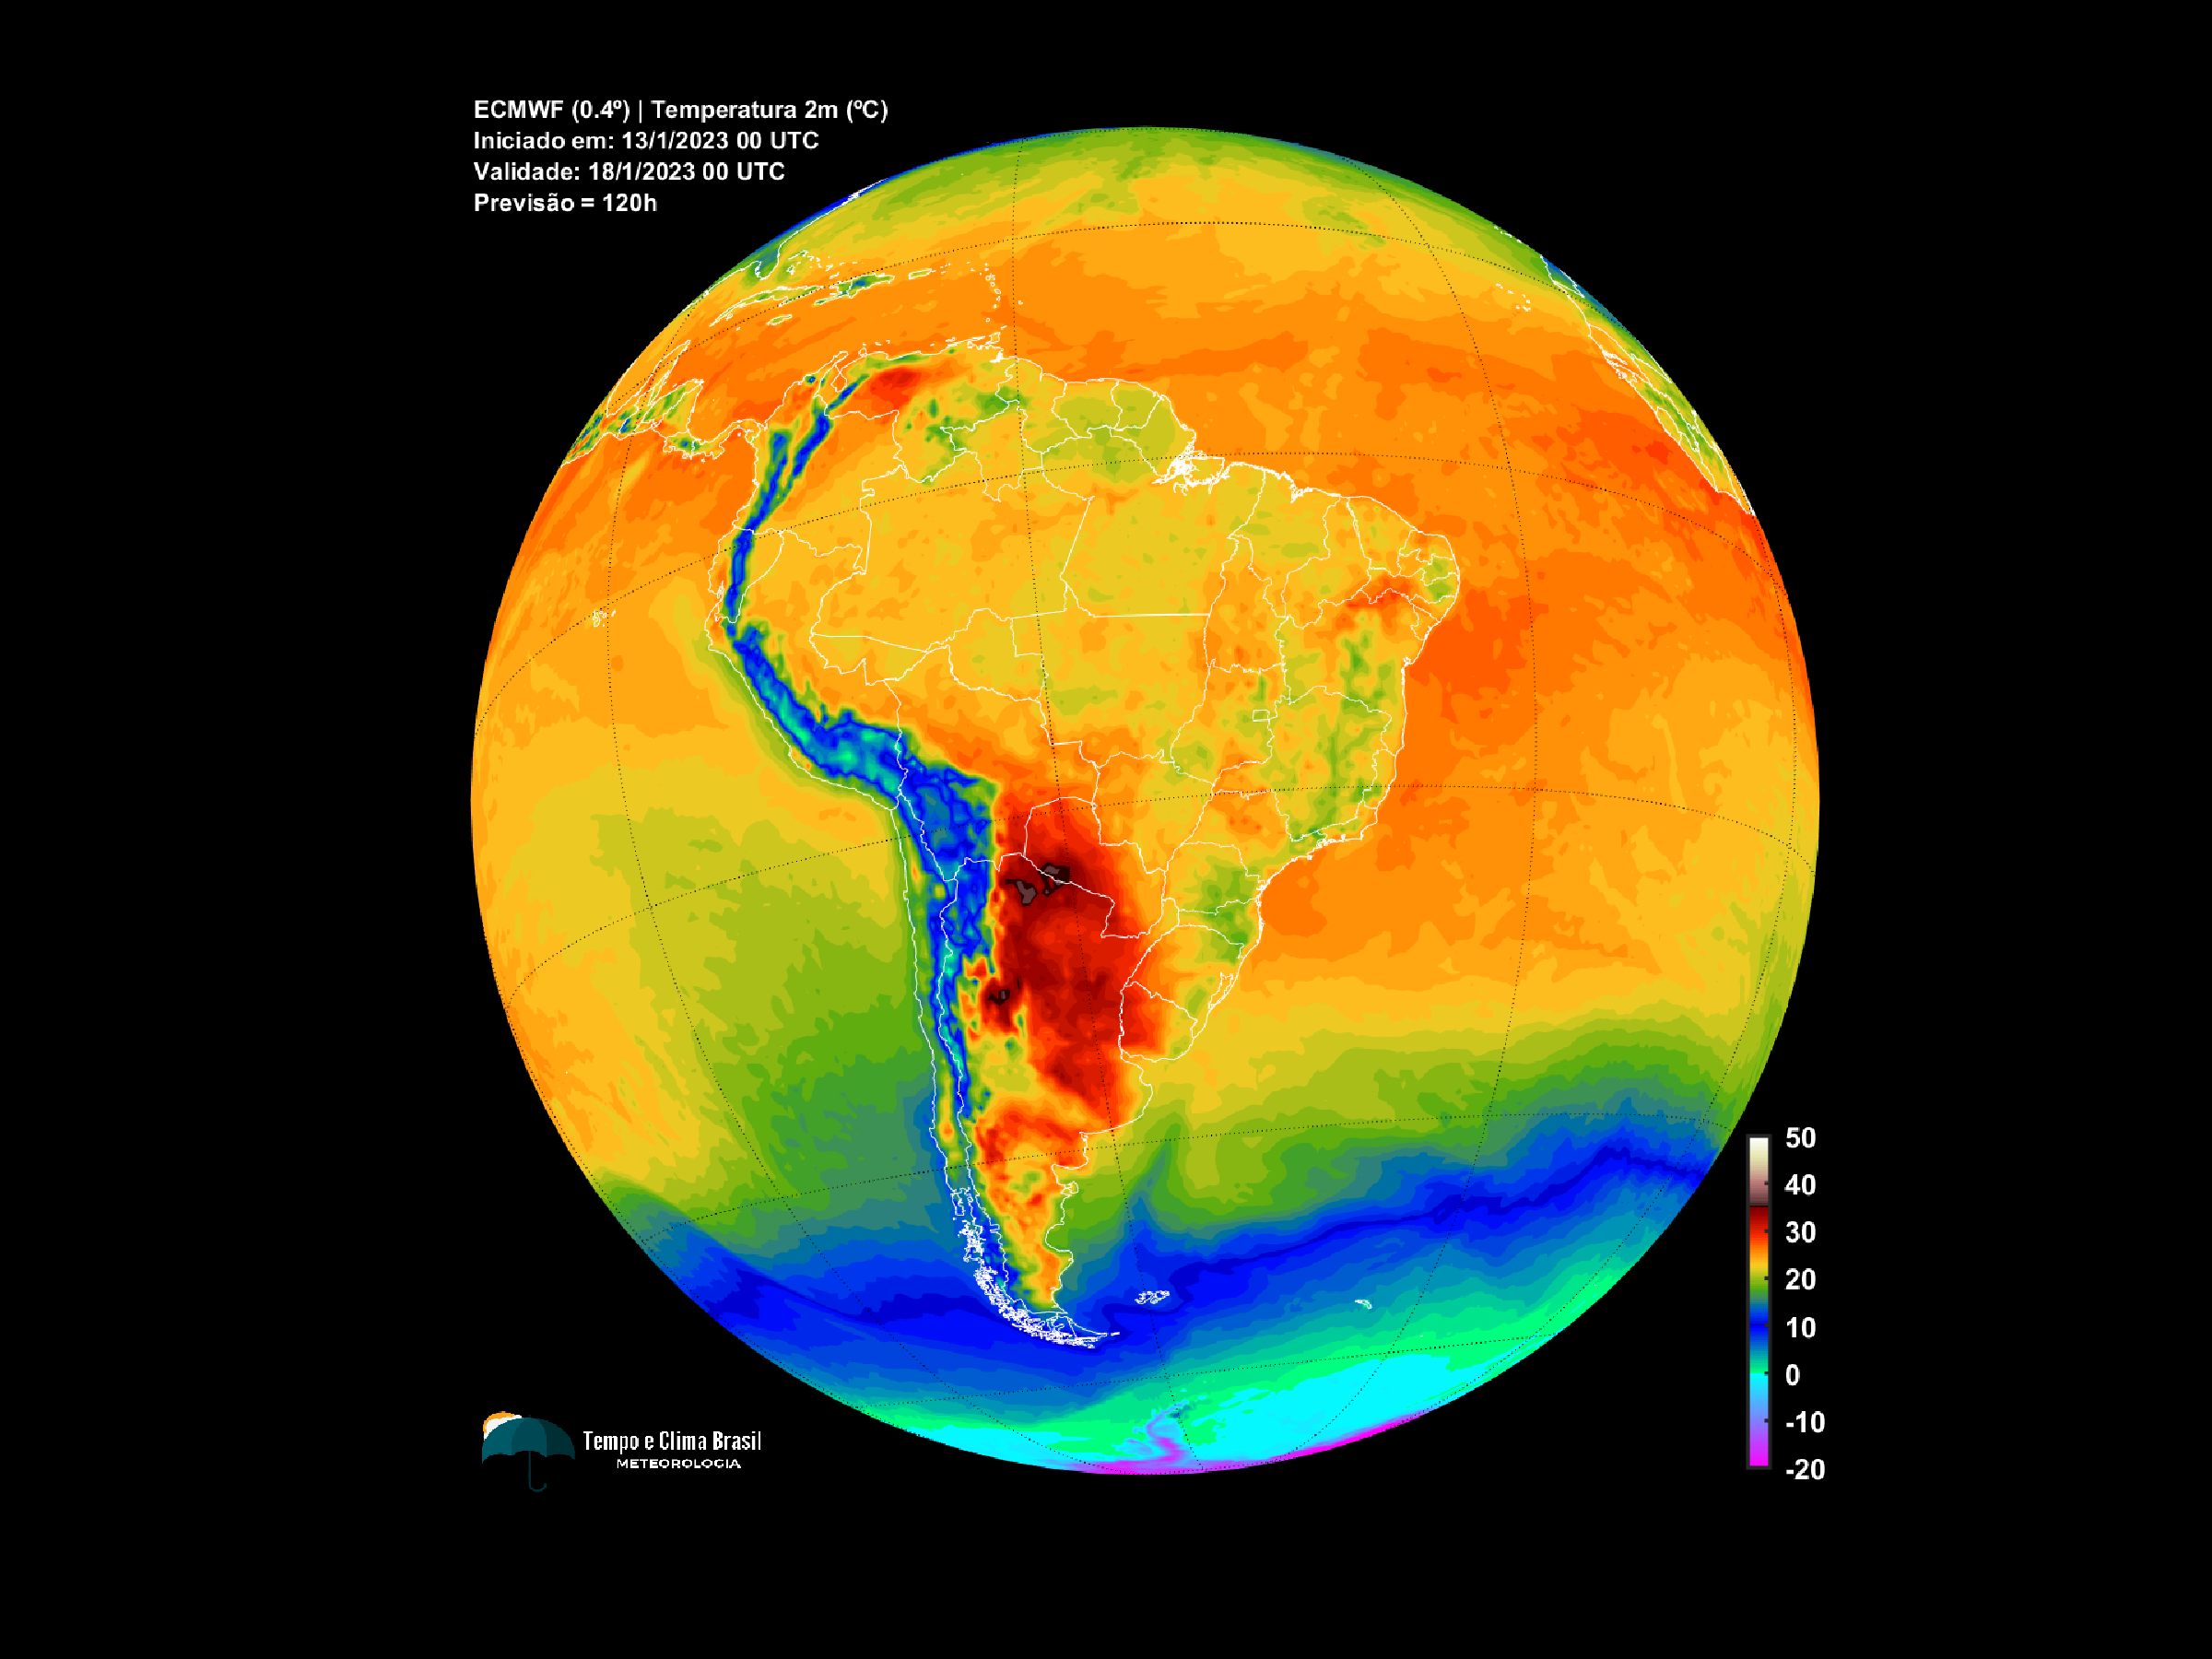 ECMWF (0.4º) | Temperatura 2m (ºC)
Iniciado em: 13/1/2023 00 UTC
Validade: 18/1/2023 00 UTC
Previsão = 120h
50
40
30
20
10
0
-10
-20
Tempo e Clima Brasil
METEOROLOGIA